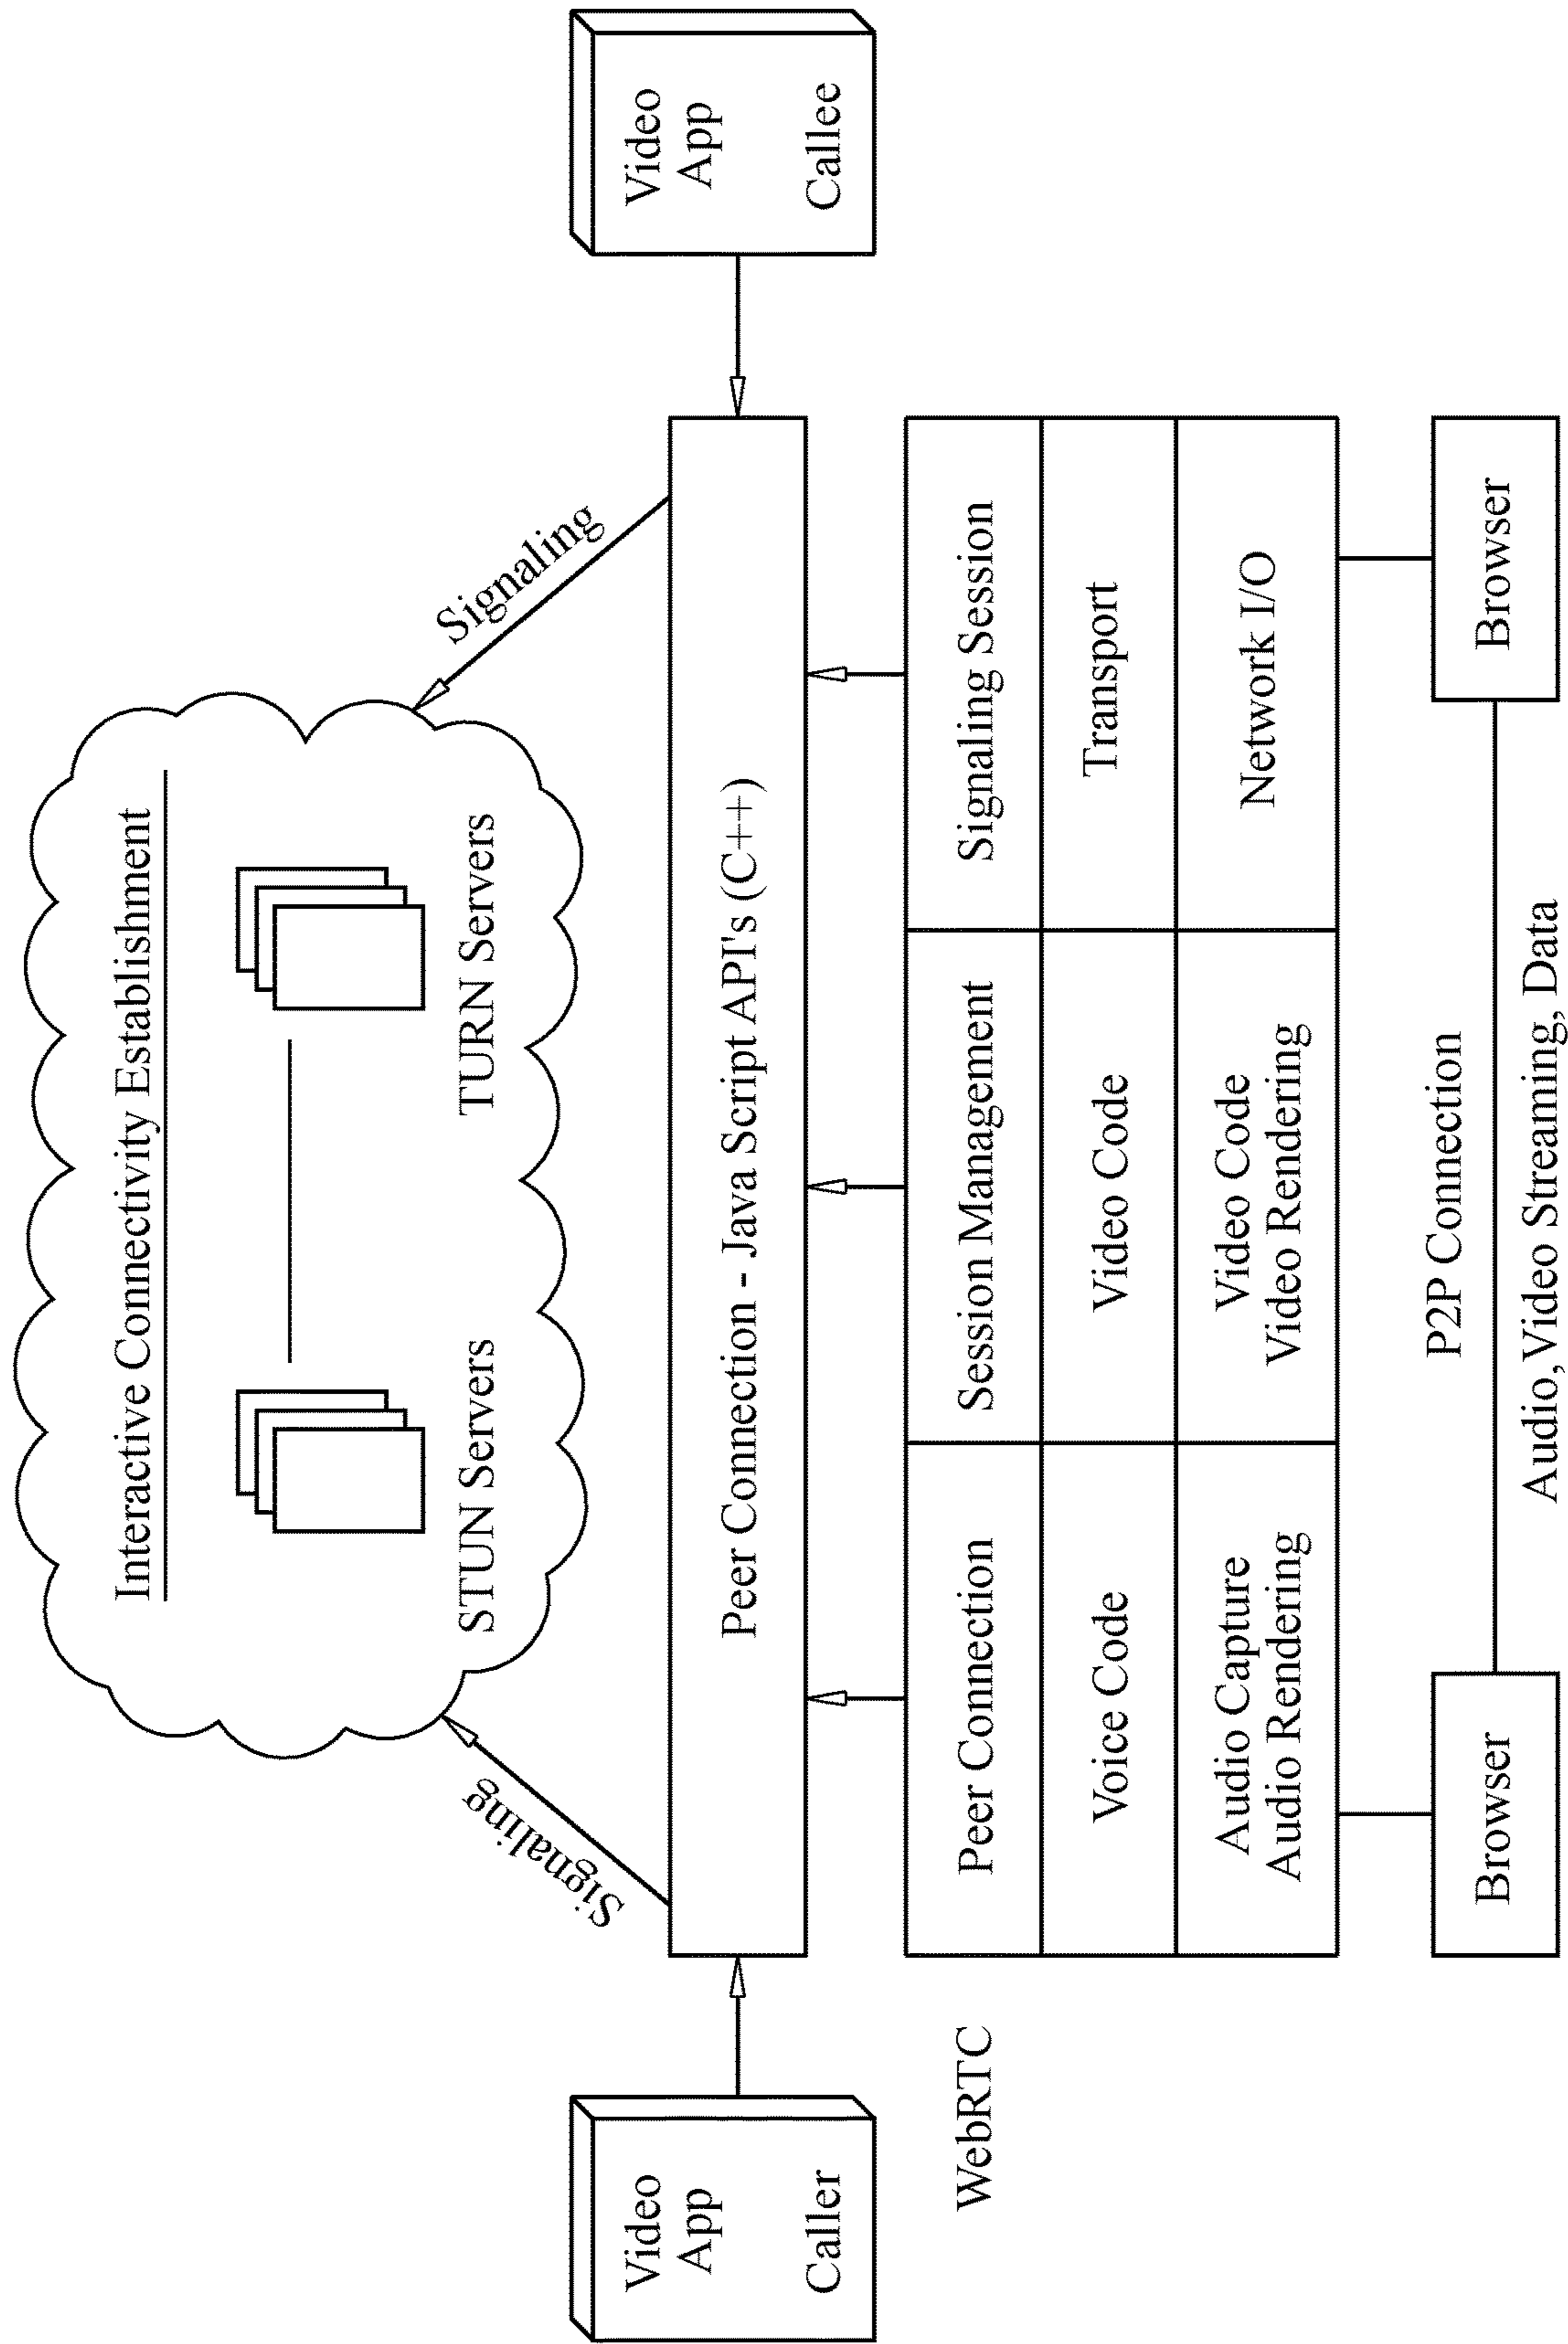 Interactive Connectivity Establishment
STUN Servers
TURN Servers
Signaling
Signaling
Video
App
Caller
Peer Connection - Java Script API's (C++)
Video
App
Callee
WebRTC
Peer Connection
Session Management
Signaling Session
Voice Code
Video Code
Transport
Audio Capture
Audio Rendering
Video Code
Video Rendering
Network I/O
Browser
P2P Connection
Browser
Audio, Video Streaming, Data